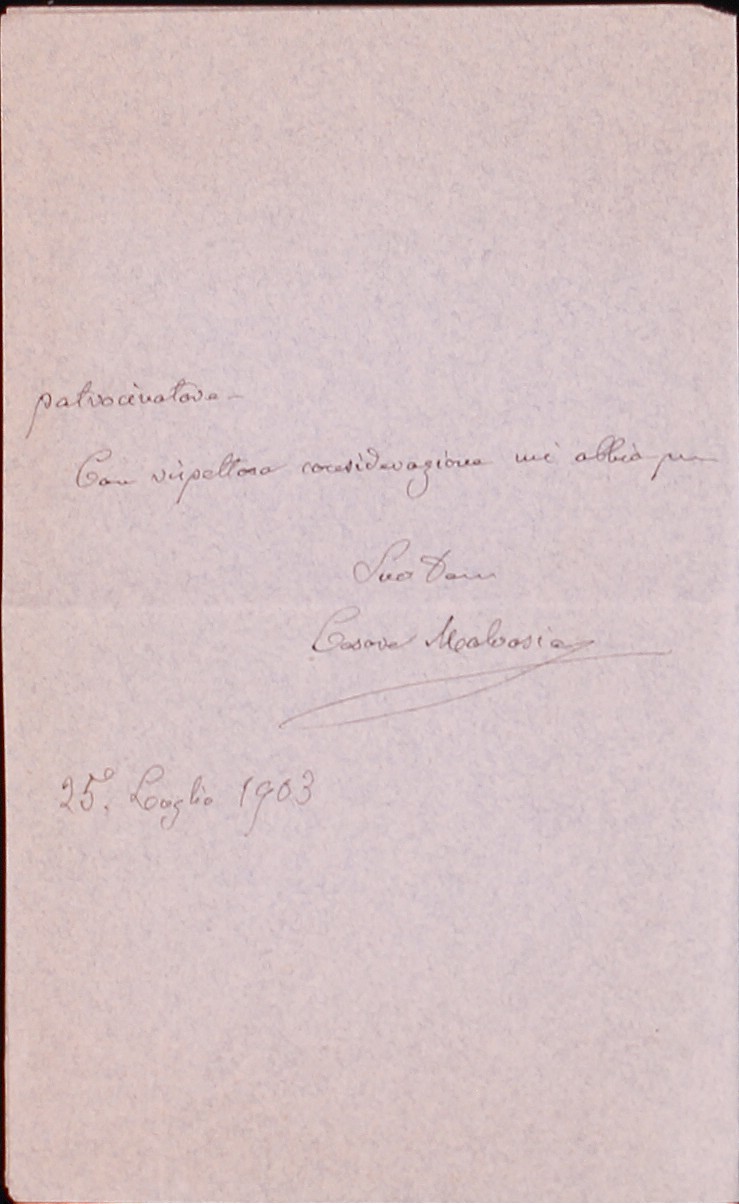 patrocinatore –
Con rispettosa considerazione mi abbia per
Suo Dev
Cesare Malvasia
25°. Luglio 1903